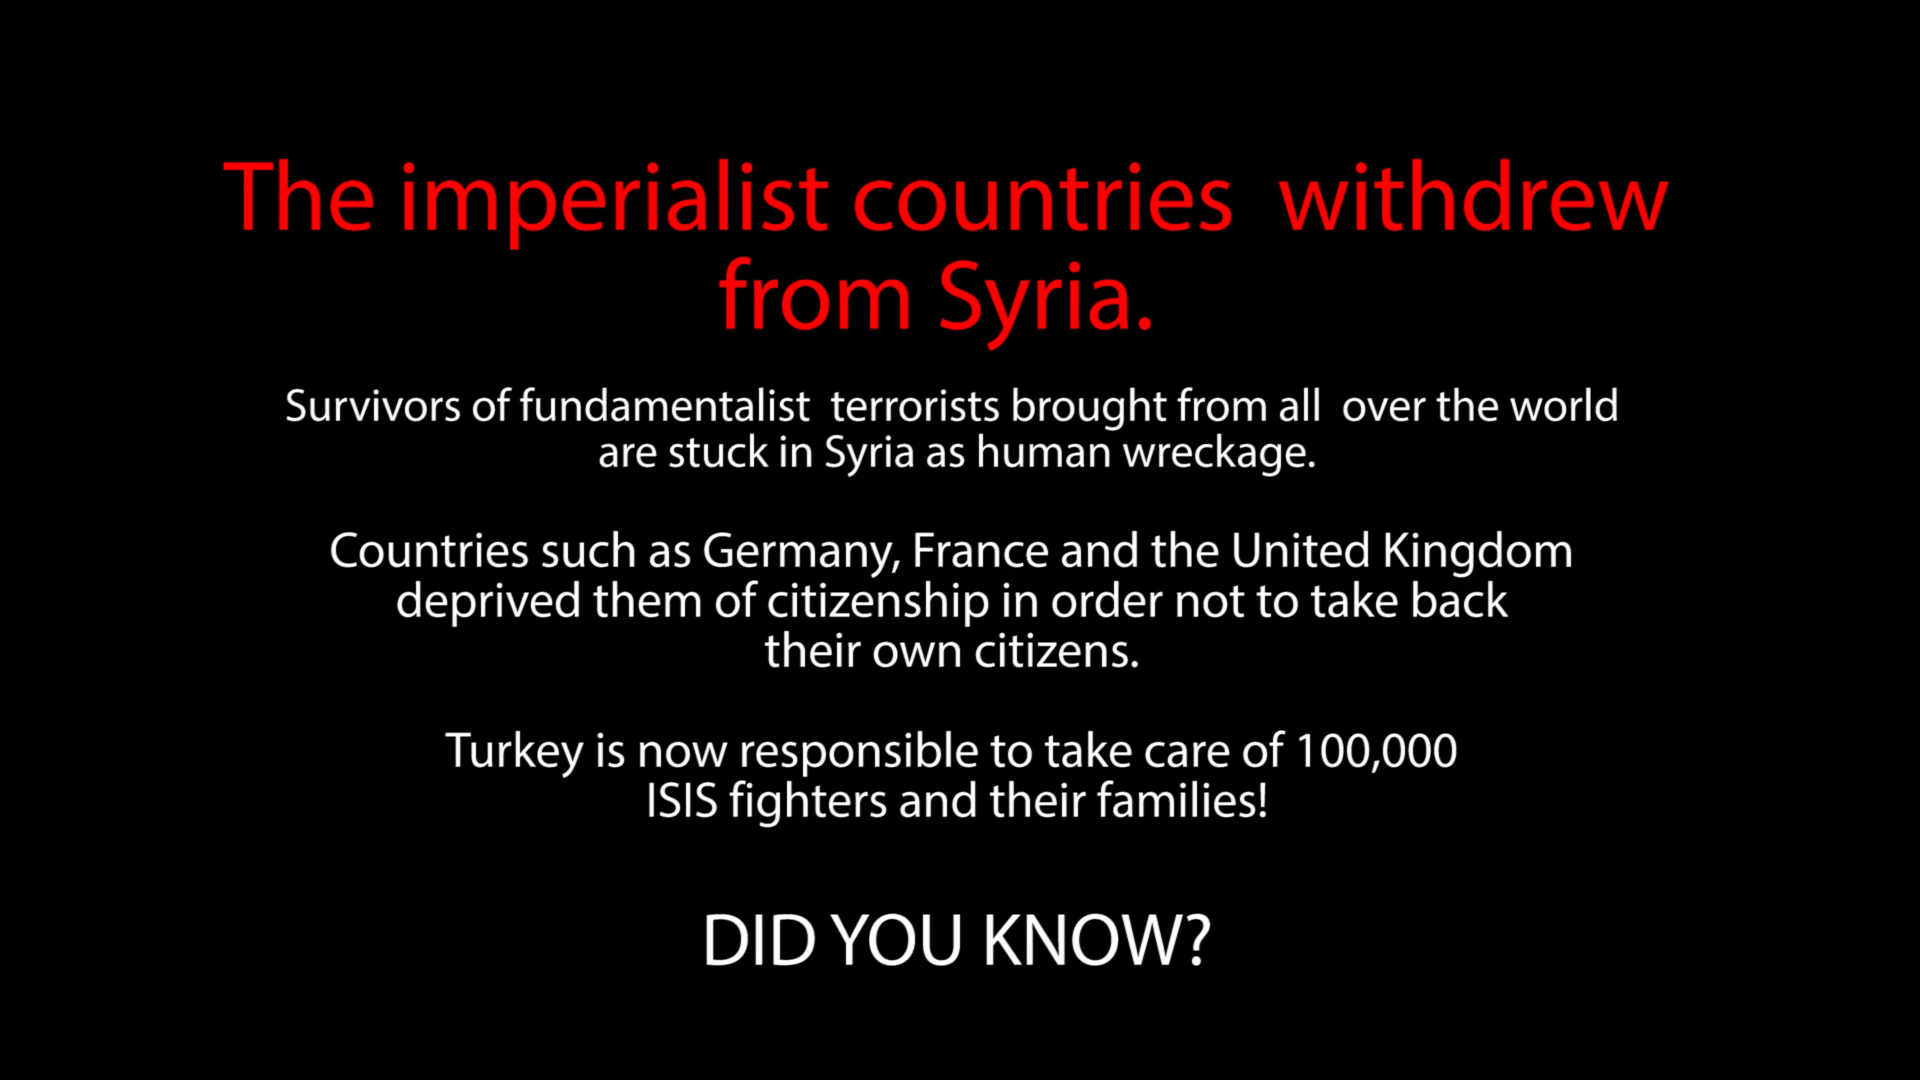 The imperialist countries  withdrew
from Syria.
Survivors of fundamentalist  terrorists brought from all  over the world
are stuck in Syria as human wreckage.
Countries such as Germany, France and the United Kingdom
deprived them of citizenship in order not to take back
their own citizens.
Turkey is now responsible to take care of 100,000
ISIS fighters and their families!
DID YOU KNOW?